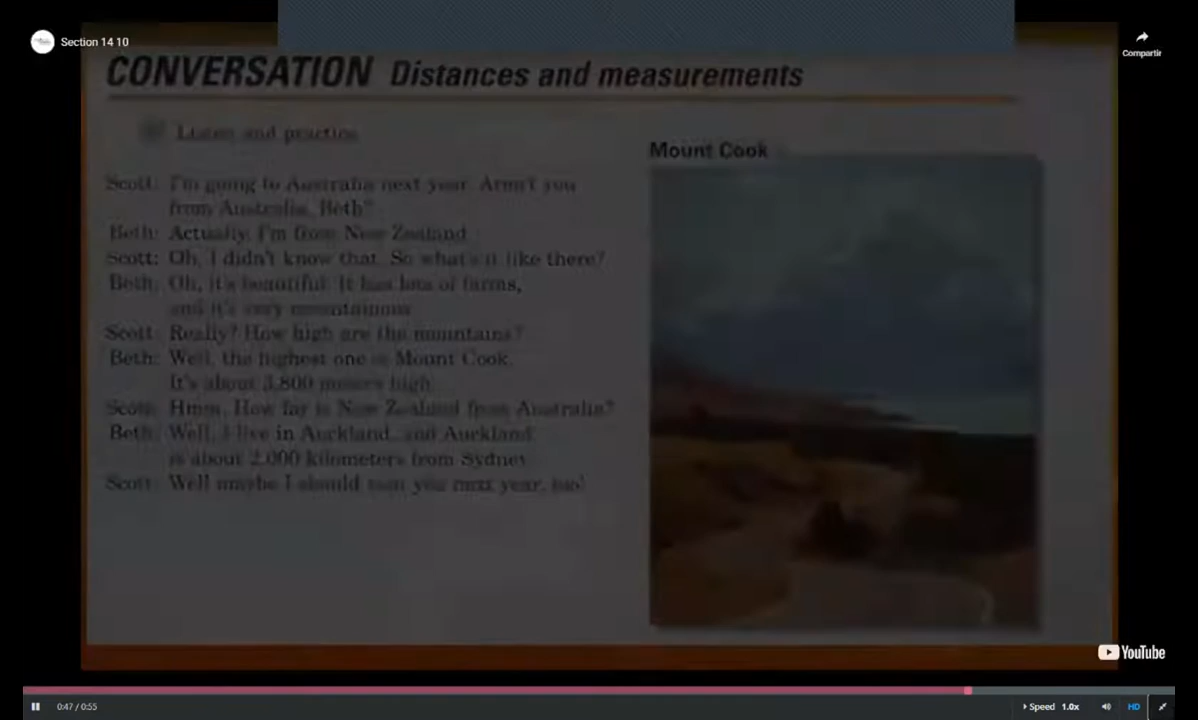 Section 14 10
Compartir
CONVERSATION Distances and measurements
Listen and practice
Mount Cook
Scott: I'm going to Australia next year. Aren't you
from Australia, Beth?
Beth: Actually, I'm from New Zealand.
Scott: Oh, I didn't know that. So what's it like there?
Beth: Oh, it's beautiful. It has lots of farms,
and it's very mountainous.
Scott: Really? How high are the mountains?
Beth: Well, the highest one is Mount Cook.
It's about 3,800 meters high.
Scott: Hmm. How far is New Zealand from Australia?
Beth: Well, I live in Auckland, and Auckland
is about 2,000 kilometers from Sydney.
Scott: Well maybe I should visit you next year, too!
YouTube
0:47 / 0:55
Speed 1.0x
HD